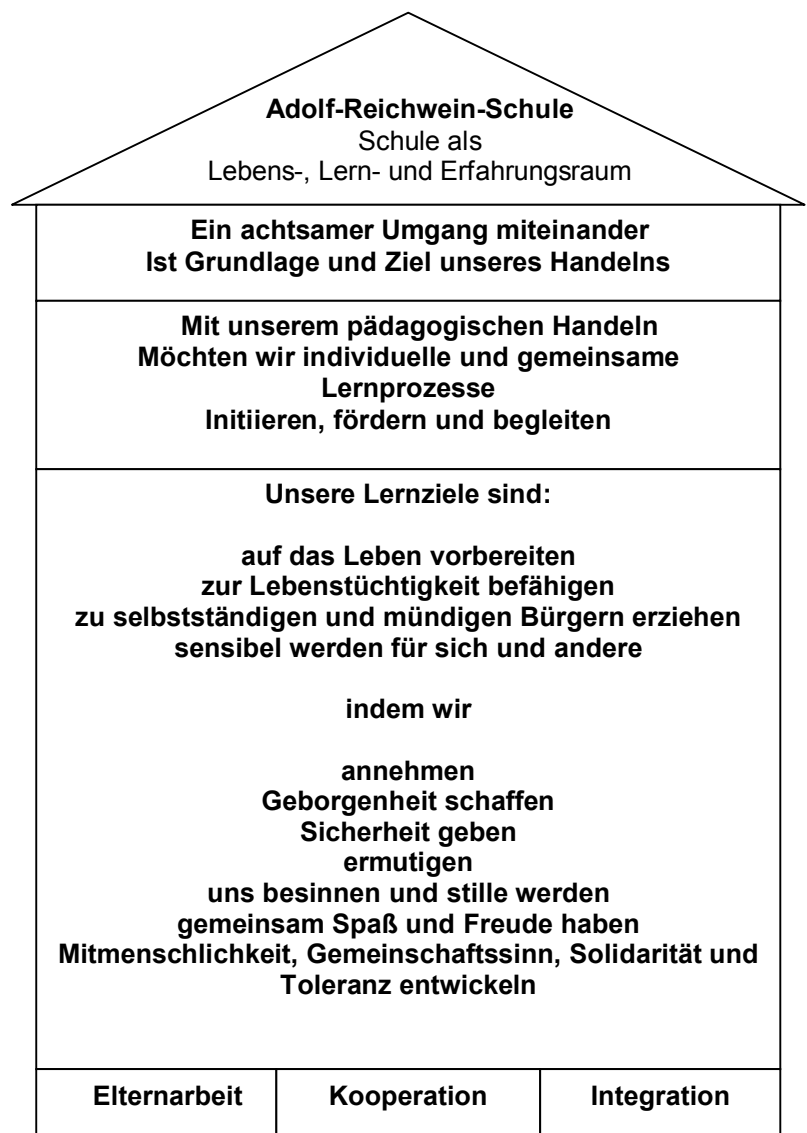 Adolf-Reichwein-Schule
Schule als
Lebens-, Lern- und Erfahrungsraum
Ein achtsamer Umgang miteinander
Ist Grundlage und Ziel unseres Handelns
Mit unserem pädagogischen Handeln
Möchten wir individuelle und gemeinsame
Lernprozesse
Initiieren, fördern und begleiten
Unsere Lernziele sind:
auf das Leben vorbereiten
zur Lebenstüchtigkeit befähigen
zu selbstständigen und mündigen Bürgern erziehen
sensibel werden für sich und andere
indem wir
annehmen
Geborgenheit schaffen
Sicherheit geben
ermutigen
uns besinnen und stille werden
gemeinsam Spaß und Freude haben
Mitmenschlichkeit, Gemeinschaftssinn, Solidarität und
Toleranz entwickeln
Elternarbeit Kooperation Integration